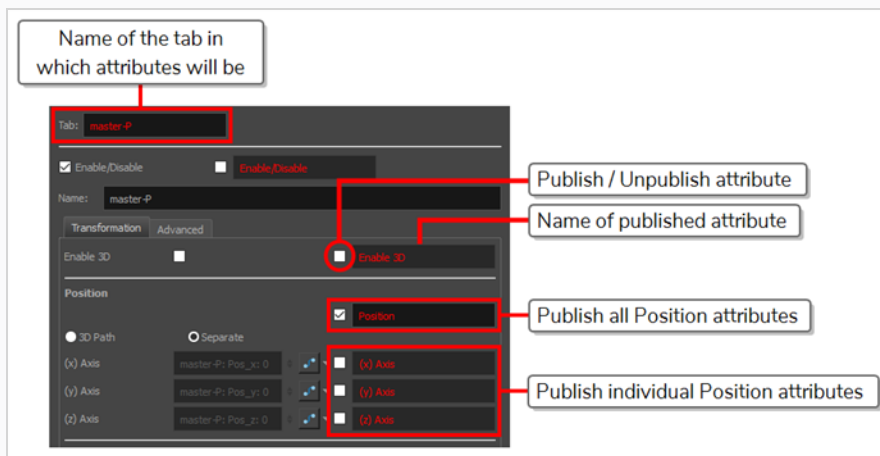 Name of the tab in
which attributes will be
Tab: master-P
Enable/Disable Enable/Disable
Name: master-P
Publish / Unpublish attribute
Name of published attribute
Transformation Advanced
Enable 3D Enable 3D
Position
Position
Publish all Position attributes
3D Path Separate
(x) Axis master-P: Pos_x: 0 (x) Axis
(y) Axis master-P: Pos_y: 0 (y) Axis
Publish individual Position attributes
(z) Axis master-P: Pos_z: 0 (z) Axis